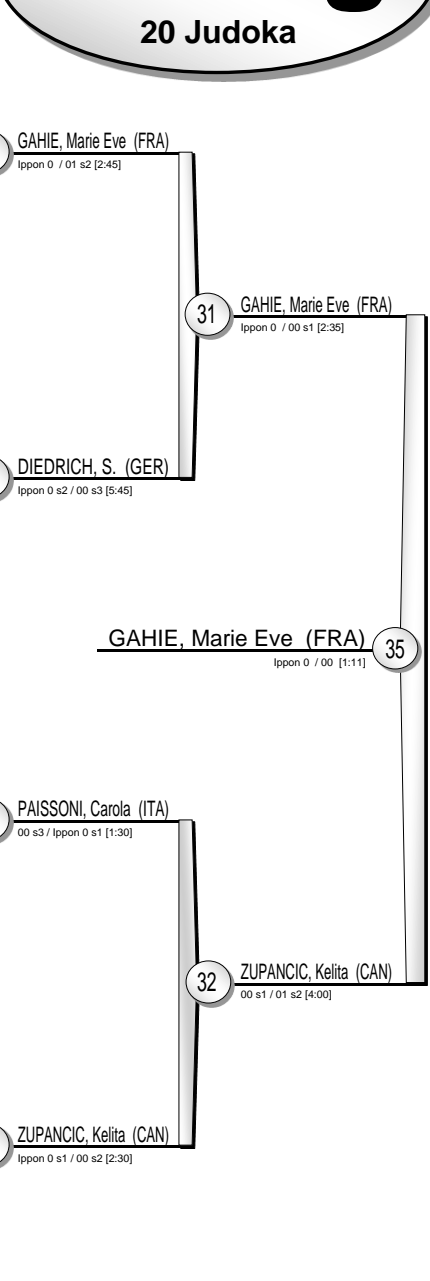 20 Judoka
GAHIE, Marie Eve (FRA)
Ippon 0 / 01 s2 [2:45]
31
GAHIE, Marie Eve (FRA)
Ippon 0 / 00 s1 [2:35]
DIEDRICH, S. (GER)
Ippon 0 s2 / 00 s3 [5:45]
GAHIE, Marie Eve (FRA)
35
Ippon 0 / 00 [1:11]
PAISSONI, Carola (ITA)
00 s3 / Ippon 0 s1 [1:30]
32
ZUPANCIC, Kelita (CAN)
00 s1 / 01 s2 [4:00]
ZUPANCIC, Kelita (CAN)
Ippon 0 s1 / 00 s2 [2:30]